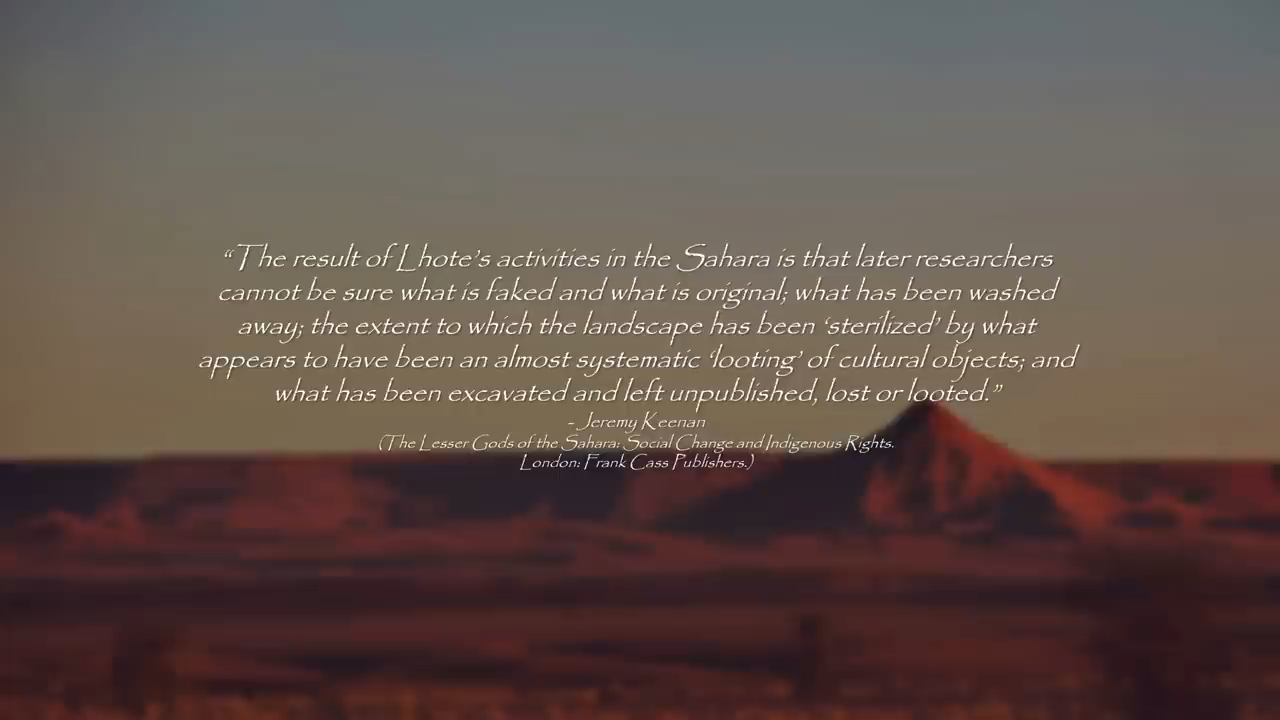 “The result of Lhote’s activities in the Sahara is that later researchers
cannot be sure what is faked and what is original; what has been washed
away; the extent to which the landscape has been ‘sterilized’ by what
appears to have been an almost systematic ‘looting’ of cultural objects; and
what has been excavated and left unpublished, lost or looted.”
- Jeremy Keenan
(The Lesser Gods of the Sahara: Social Change and Indigenous Rights.
London: Frank Cass Publishers.)